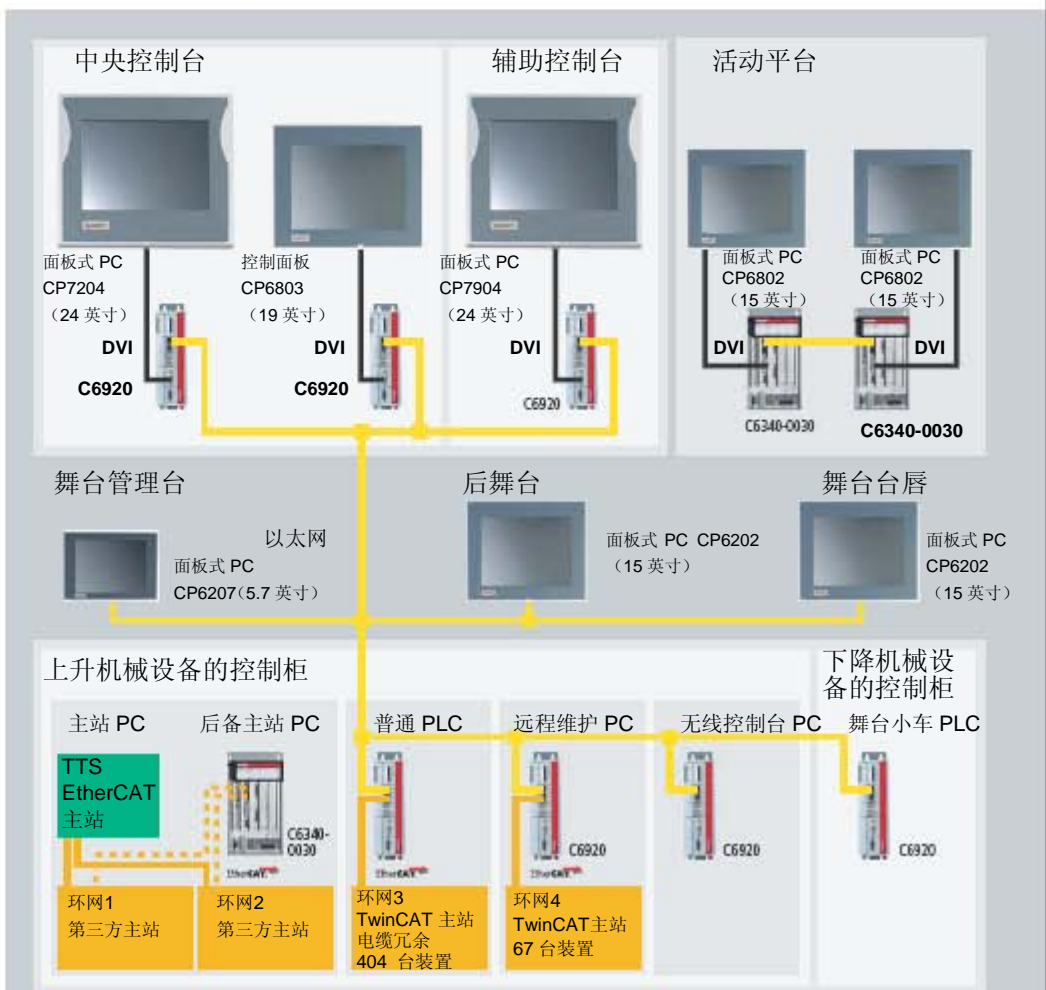 中央控制台
辅助控制台
活动平台
面板式 PC
CP7204
（24 英寸）
DVI
C6920
控制面板
CP6803
（19 英寸）
DVI
C6920
面板式 PC
CP7904
（24 英寸）
DVI
C6920
面板式 PC
CP6802
（15 英寸）
DVI
C6340-0030
面板式 PC
CP6802
（15 英寸）
DVI
C6340-0030
舞台管理台
后舞台
舞台台唇
以太网
面板式 PC
CP6207（5.7 英寸）
面板式 PC CP6202
（15 英寸）
面板式 PC
CP6202
（15 英寸）
上升机械设备的控制柜
下降机械设
备的控制柜
主站 PC
后备主站 PC
普通 PLC
远程维护 PC
无线控制台 PC
舞台小车 PLC
TTS
EtherCAT
主站
C6340-
0030
EtherCAT
EtherCAT
C6920
EtherCAT
C6920
C6920
环网1
第三方主站
环网2
第三方主站
环网3
TwinCAT 主站
电缆冗余
404 台装置
环网4
TwinCAT主站
67 台装置